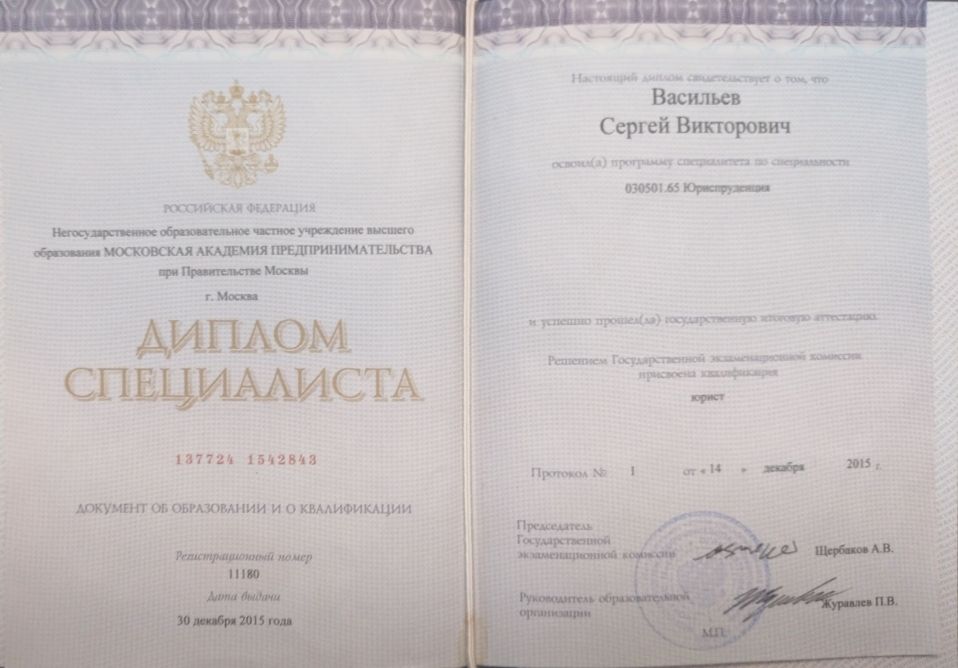 РОССИЙСКАЯ ФЕДЕРАЦИЯ
Негосударственное образовательное частное учреждение высшего
образования МОСКОВСКАЯ АКАДЕМИЯ ПРЕДПРИНИМАТЕЛЬСТВА
при Правительстве Москвы
г. Москва
ДИПЛОМ
СПЕЦИАЛИСТА
137724 1542843
ДОКУМЕНТ ОБ ОБРАЗОВАНИИ И О КВАЛИФИКАЦИИ
Регистрационный номер
11180
Дата выдачи
30 декабря 2015 года
Настоящий диплом свидетельствует о том, что
Васильев
Сергей Викторович
освоил(а) программу специалитета по специальности
030501.65 Юриспруденция
и успешно прошел(ла) государственную итоговую аттестацию.
Решением Государственной экзаменационной комиссии
присвоена квалификация
юрист
Протокол № 1 от « 14 » декабря 2015 г.
Председатель
Государственной
экзаменационной комиссии Щербаков А.В.
Руководитель образовательной
организации Журавлев П.В.
М.П.